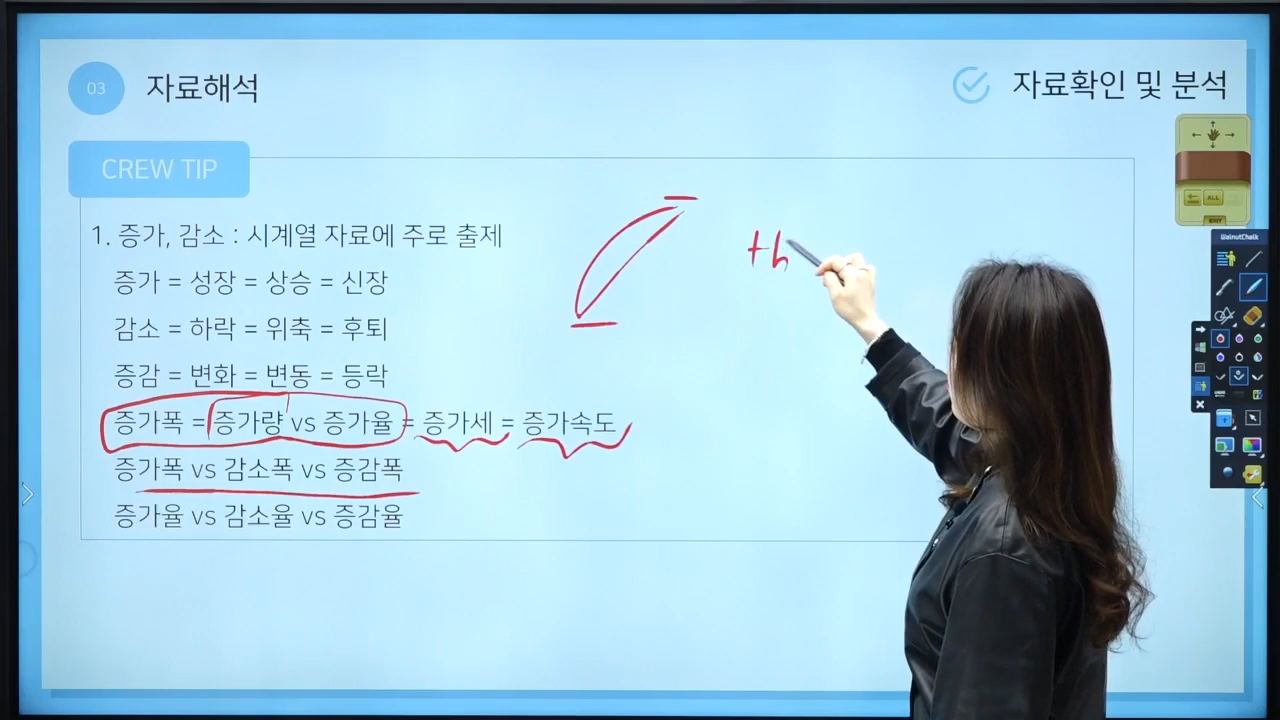 03 자료해석
자료확인 및 분석
CREW TIP
1. 증가, 감소 : 시계열 자료에 주로 출제
증가 = 성장 = 상승 = 신장
감소 = 하락 = 위축 = 후퇴
증감 = 변화 = 변동 = 등락
증가폭 = 증가량 vs 증가율 = 증가세 = 증가속도
증가폭 vs 감소폭 vs 증감폭
증가율 vs 감소율 vs 증감율
ALL
WalnutChalk